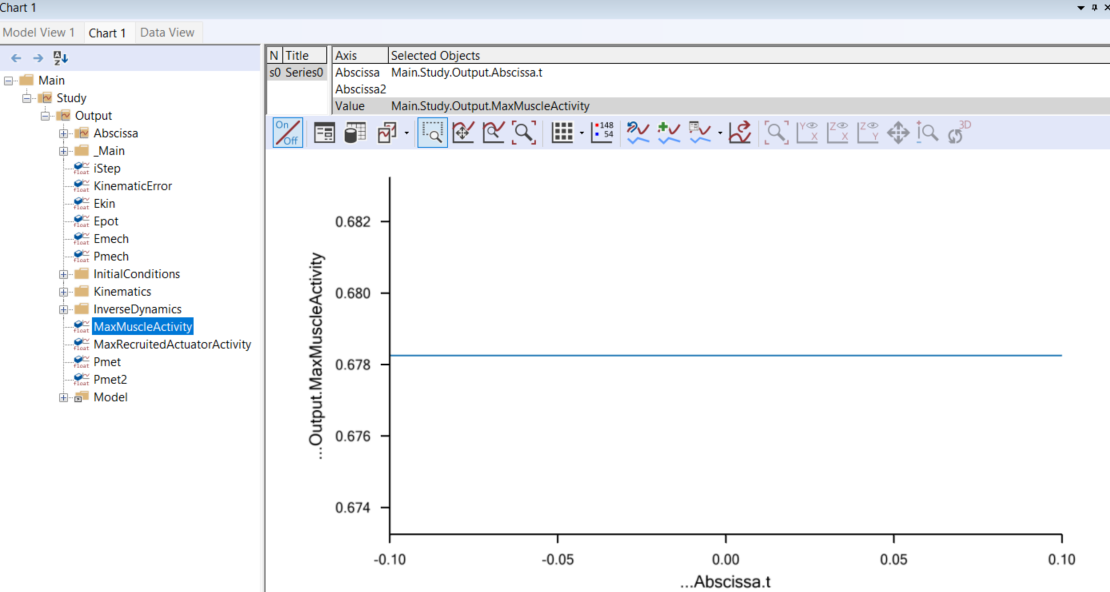 Chart 1
Model View 1 Chart 1 Data View
Main
Study
Output
Abscissa
_Main
iStep
KinematicError
Ekin
Epot
Emech
Pmech
InitialConditions
Kinematics
InverseDynamics
MaxMuscleActivity
MaxRecruitedActuatorActivity
Pmet
Pmet2
Model
N Title Axis Selected Objects
s0 Series0 Abscissa Main.Study.Output.Abscissa.t
Abscissa2
Value Main.Study.Output.MaxMuscleActivity
On
Off
148
54
3D
0.682
0.680
0.678
0.676
0.674
...Output.MaxMuscleActivity
-0.10 -0.05 0.00 0.05 0.10
...Abscissa.t